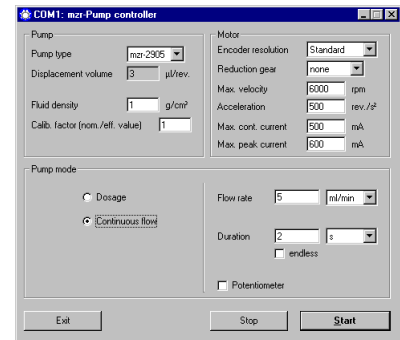 COM1: mzr-Pump controller
Pump
Pump type mzr-2905
Displacement volume 3 µl/rev.
Fluid density 1 g/cm³
Calib. factor (nom./eff. value) 1
Motor
Encoder resolution Standard
Reduction gear none
Max. velocity 6000 rpm
Acceleration 500 rev./s²
Max. cont. current 500 mA
Max. peak current 600 mA
Pump mode
Dosage
Continuous flow
Flow rate 5 ml/min
Duration 2 s
endless
Potentiometer
Exit Stop Start